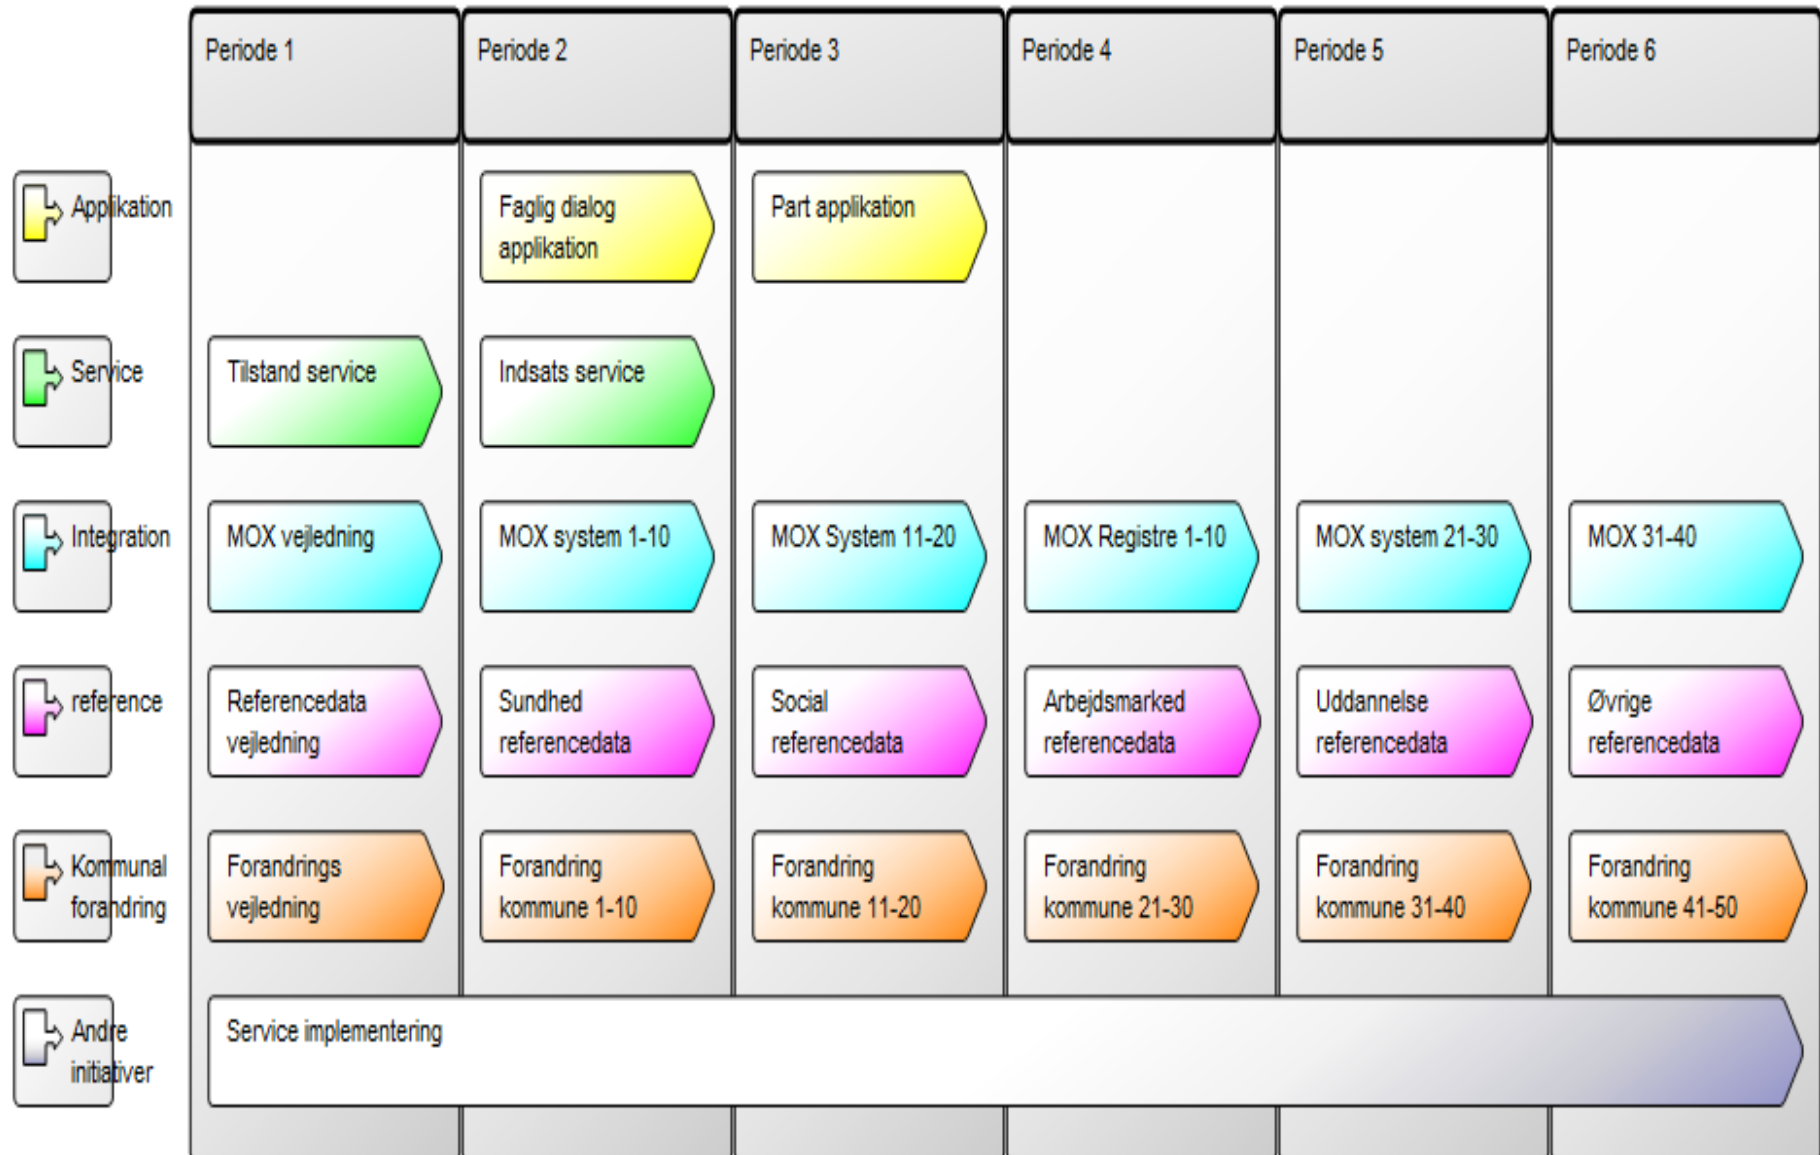 Periode 1
Periode 2
Periode 3
Periode 4
Periode 5
Periode 6
Applikation
Faglig dialog
applikation
Part applikation
Service
Tilstand service
Indsats service
Integration
MOX vejledning
MOX system 1-10
MOX System 11-20
MOX Registre 1-10
MOX system 21-30
MOX 31-40
reference
Referencedata
vejledning
Sundhed
referencedata
Social
referencedata
Arbejdsmarked
referencedata
Uddannelse
referencedata
Øvrige
referencedata
Kommunal
forandring
Forandrings
vejledning
Forandring
kommune 1-10
Forandring
kommune 11-20
Forandring
kommune 21-30
Forandring
kommune 31-40
Forandring
kommune 41-50
Andre
initiativer
Service implementering